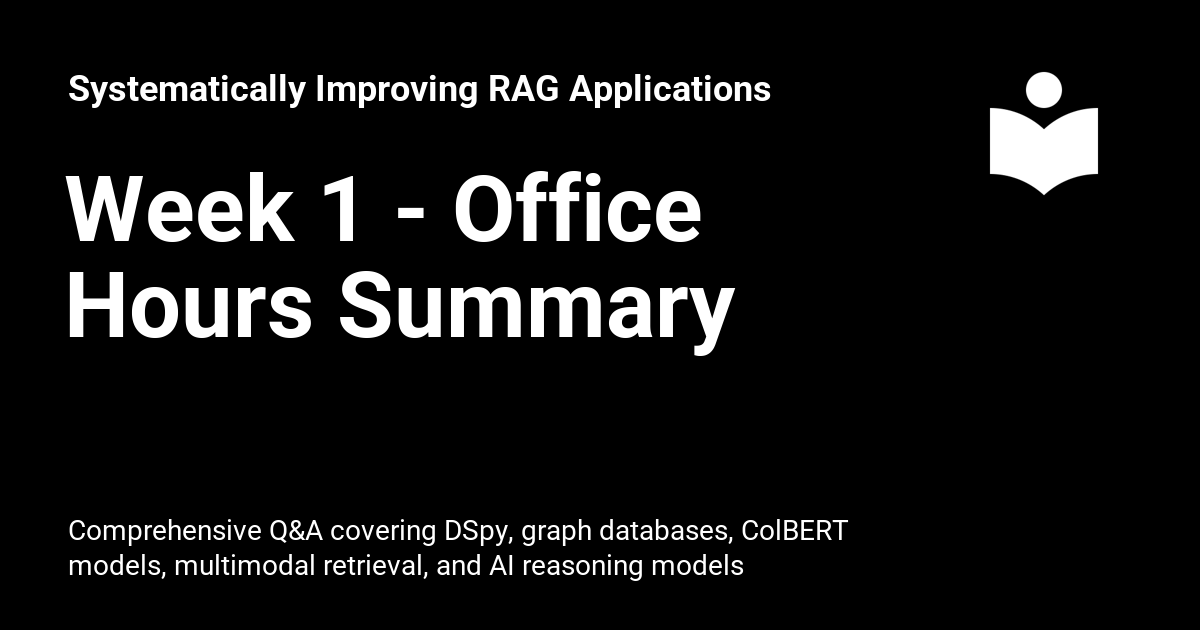 Systematically Improving RAG Applications
Week 1 - Office
Hours Summary
Comprehensive Q&A covering DSpy, graph databases, ColBERT
models, multimodal retrieval, and AI reasoning models